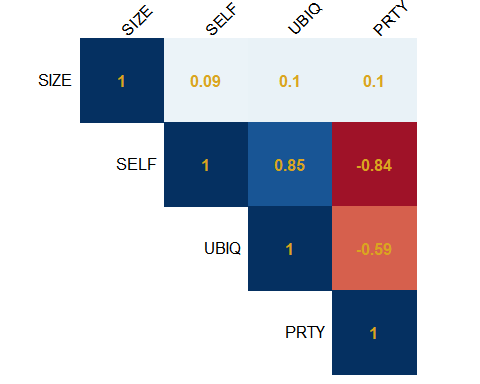 SIZE SELF UBIQ PRTY
SIZE 1 0.09 0.1 0.1
SELF 1 0.85 -0.84
UBIQ 1 -0.59
PRTY 1